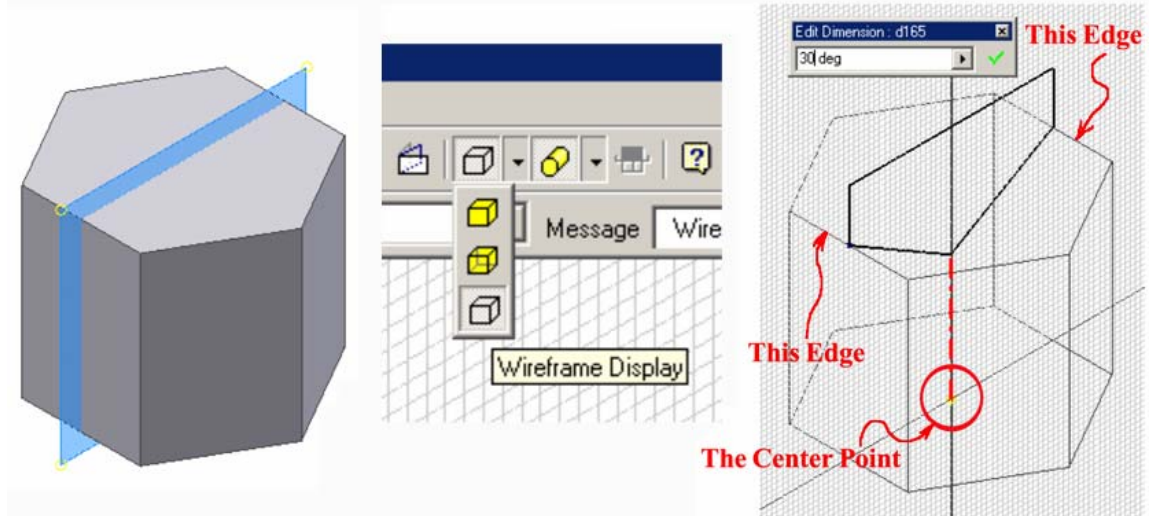 Message
Wire
Wireframe Display
Edit Dimension : d165
30 deg
This Edge
This Edge
The Center Point